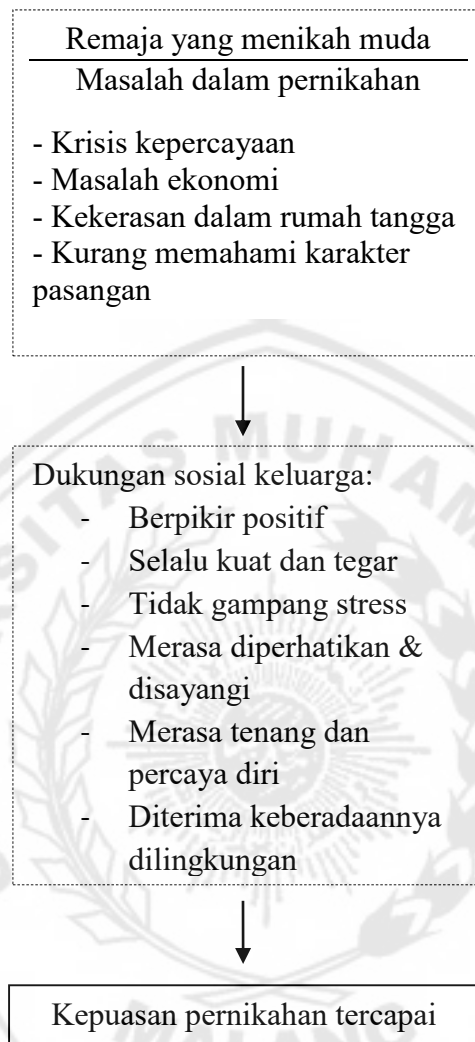 Remaja yang menikah muda
Masalah dalam pernikahan
- Krisis kepercayaan
- Masalah ekonomi
- Kekerasan dalam rumah tangga
- Kurang memahami karakter
pasangan
Dukungan sosial keluarga:
- Berpikir positif
- Selalu kuat dan tegar
- Tidak gampang stress
- Merasa diperhatikan &
disayangi
- Merasa tenang dan
percaya diri
- Diterima keberadaannya
dilingkungan
Kepuasan pernikahan tercapai